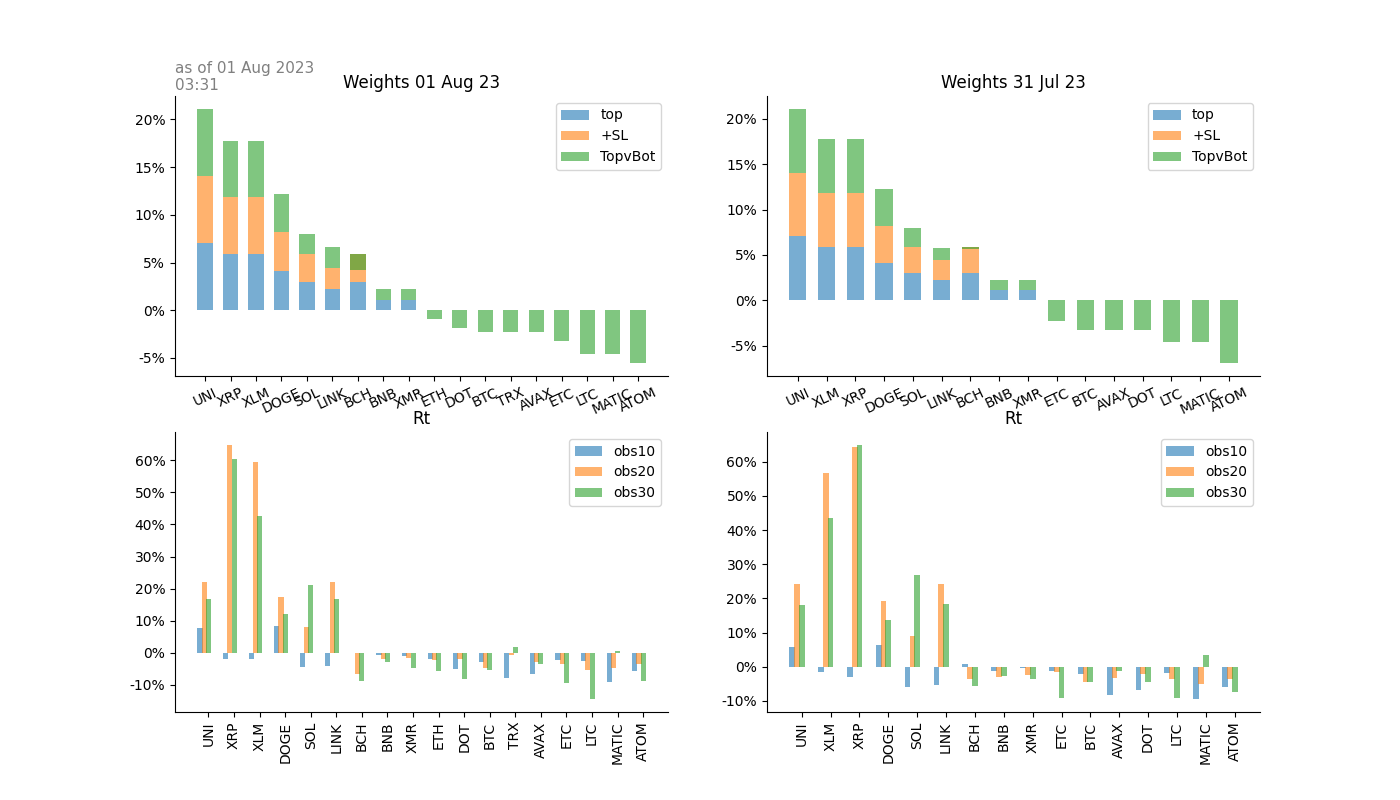 as of 01 Aug 2023
03:31
Weights 01 Aug 23
20%
15%
10%
5%
0%
-5%
top
+SL
TopvBot
UNI XRP XLM DOGE SOL LINK BCH BNB XMR ETH DOT BTC TRX AVAX ETC LTC MATIC ATOM
Weights 31 Jul 23
20%
15%
10%
5%
0%
-5%
top
+SL
TopvBot
UNI XLM XRP DOGE SOL LINK BCH BNB XMR ETC BTC AVAX DOT LTC MATIC ATOM
Rt
60%
50%
40%
30%
20%
10%
0%
-10%
obs10
obs20
obs30
UNI XRP XLM DOGE SOL LINK BCH BNB XMR ETH DOT BTC TRX AVAX ETC LTC MATIC ATOM
Rt
60%
50%
40%
30%
20%
10%
0%
-10%
obs10
obs20
obs30
UNI XLM XRP DOGE SOL LINK BCH BNB XMR ETC BTC AVAX DOT LTC MATIC ATOM